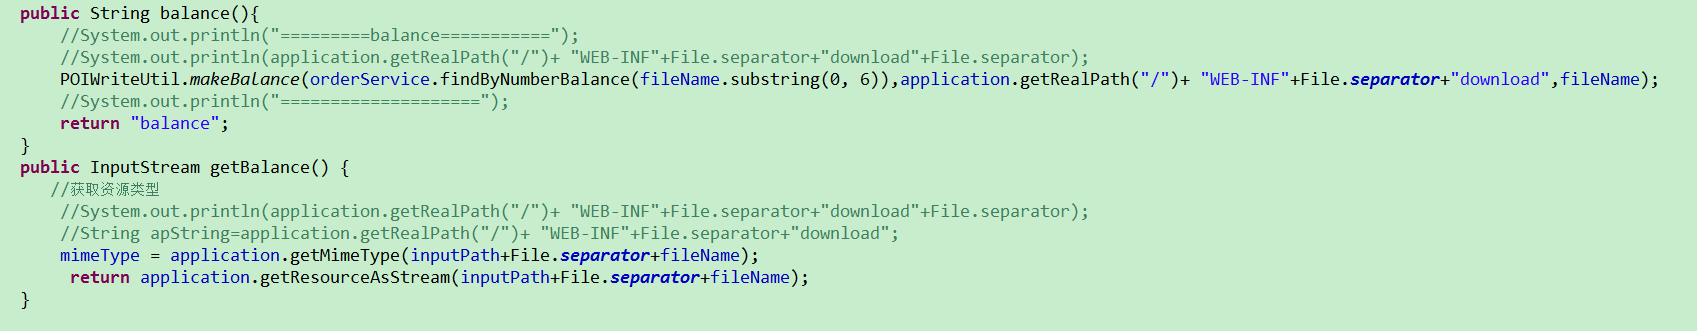 public String balance(){
//System.out.println("=========balance===========");
//System.out.println(application.getRealPath("/")+ "WEB-INF"+File.separator+"download"+File.separator);
POIWriteUtil.makeBalance(orderService.findByNumberBalance(fileName.substring(0, 6)),application.getRealPath("/")+ "WEB-INF"+File.separator+"download",fileName);
//System.out.println("====================");
return "balance";
}
public InputStream getBalance() {
//获取资源类型
//System.out.println(application.getRealPath("/")+ "WEB-INF"+File.separator+"download"+File.separator);
//String apString=application.getRealPath("/")+ "WEB-INF"+File.separator+"download";
mimeType = application.getMimeType(inputPath+File.separator+fileName);
return application.getResourceAsStream(inputPath+File.separator+fileName);
}